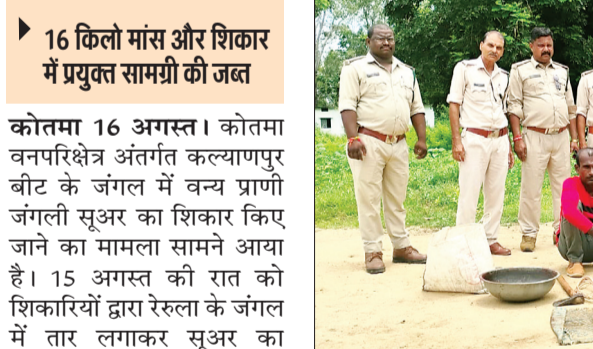 16 किलो मांस और शिकार
में प्रयुक्त सामग्री की जब्त
कोतमा 16 अगस्त। कोतमा
वनपरिक्षेत्र अंतर्गत कल्याणपुर
बीट के जंगल में वन्य प्राणी
जंगली सूअर का शिकार किए
जाने का मामला सामने आया
है। 15 अगस्त की रात को
शिकारियों द्वारा रेरुला के जंगल
में तार लगाकर सूअर का